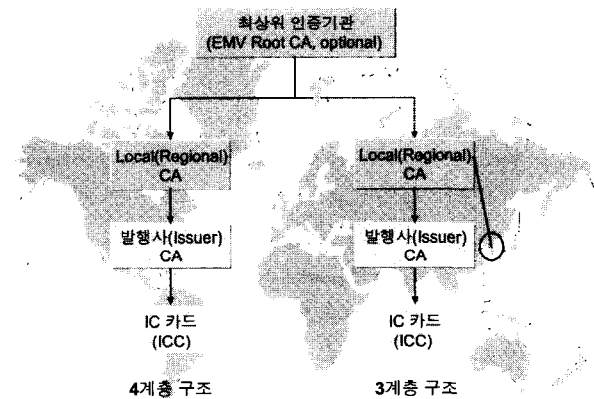 최상위 인증기관
(EMV Root CA, optional)
Local(Regional)
CA
Local(Regional)
CA
발행사(Issuer)
CA
발행사(Issuer)
CA
IC 카드
(ICC)
IC 카드
(ICC)
4계층 구조
3계층 구조